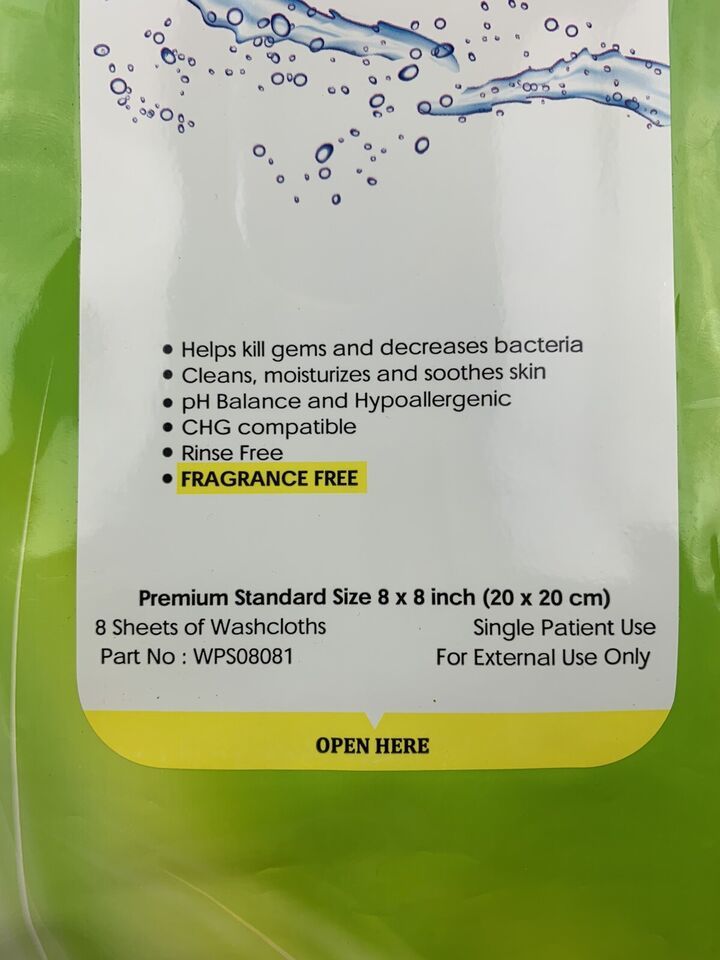 • Helps kill gems and decreases bacteria
• Cleans, moisturizes and soothes skin
• pH Balance and Hypoallergenic
• CHG compatible
• Rinse Free
• FRAGRANCE FREE
Premium Standard Size 8 x 8 inch (20 x 20 cm)
8 Sheets of Washcloths Single Patient Use
Part No : WPS08081 For External Use Only
OPEN HERE